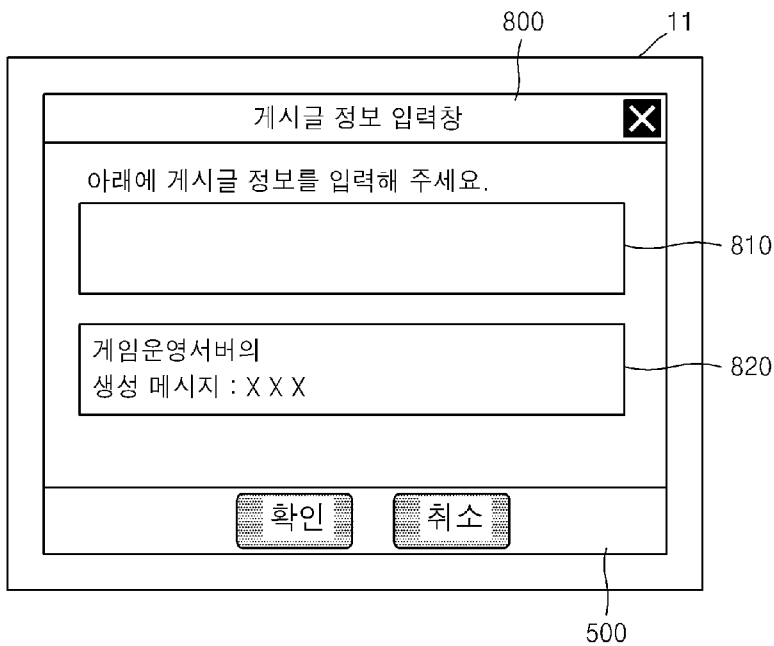 800
11
게시글 정보 입력창
아래에 게시글 정보를 입력해 주세요.
810
게임운영서버의
생성 메시지 : X X X
820
확인 취소
500